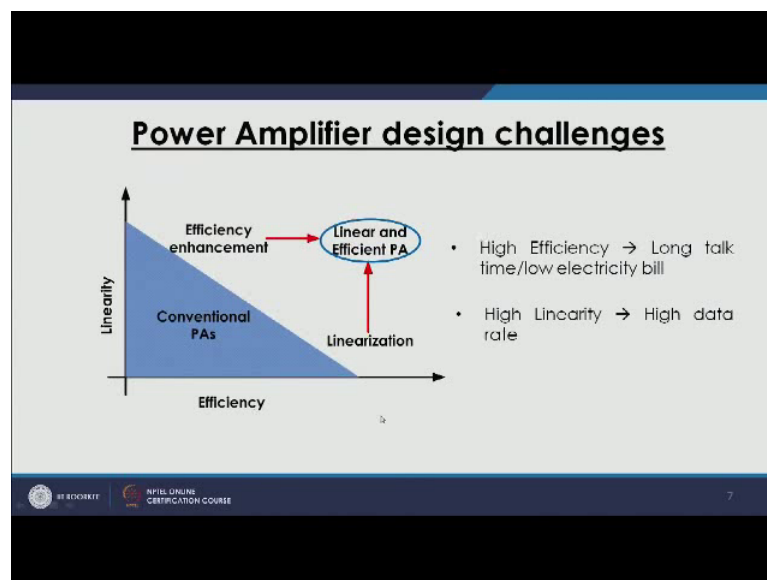 Power Amplifier design challenges
Efficiency
enhancement
Linear and
Efficient PA
Linearity
Conventional
PAs
Linearization
Efficiency
• High Efficiency → Long talk
time/low electricity bill
• High Linearity → High data
rate
IIT ROORKEE
NPTEL ONLINE
CERTIFICATION COURSE
7